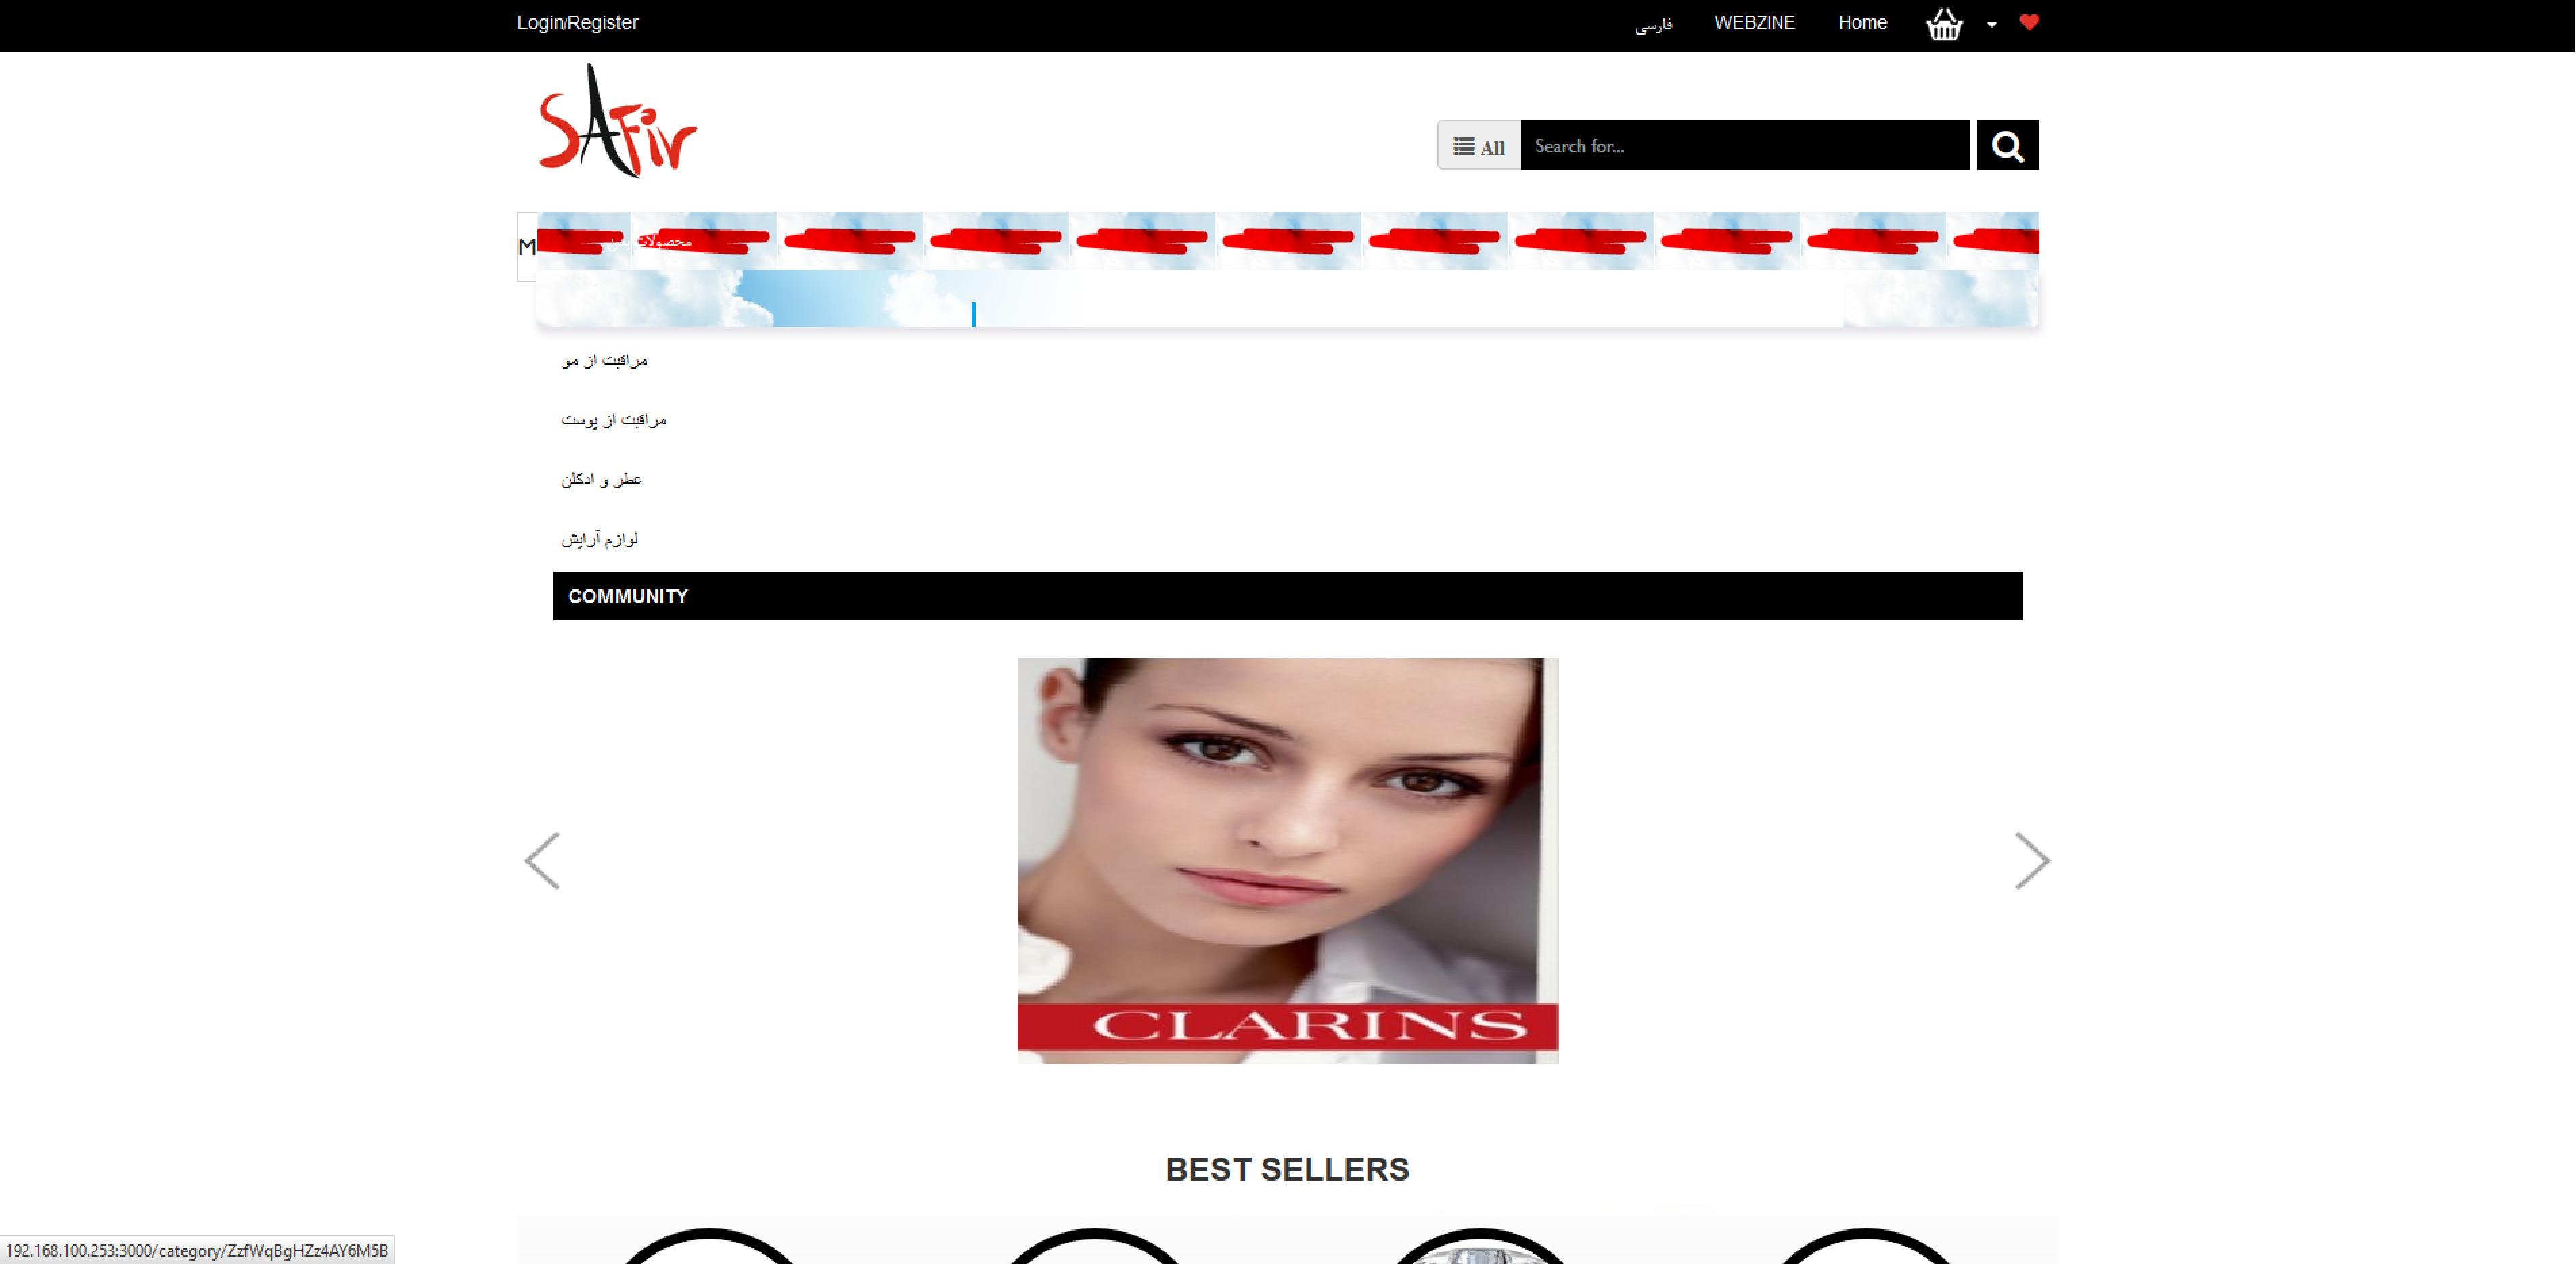 Login/Register فارسی WEBZINE Home
SAFir
All Search for...
M محصولات
مراقبت از مو
مراقبت از پوست
عطر و ادکلن
لوازم آرایش
COMMUNITY
CLARINS
BEST SELLERS
192.168.100.253:3000/category/ZzfWqBgHZz4AY6M5B